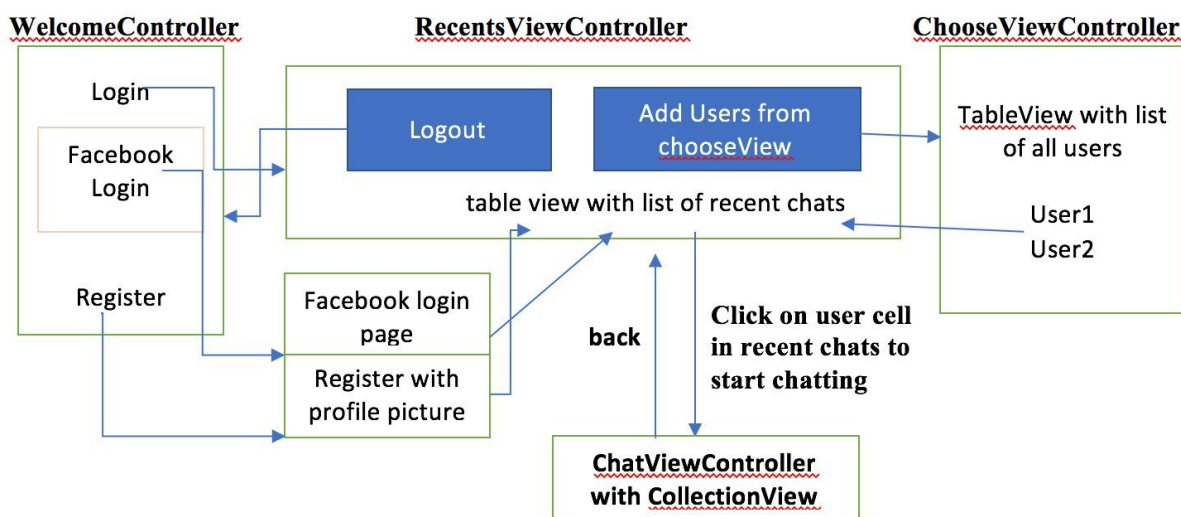 WelcomeController
RecentsViewController
ChooseViewController
Login
Facebook
Login
Register
Logout
Add Users from
chooseView
table view with list of recent chats
TableView with list
of all users
User1
User2
Facebook login
page
Register with
profile picture
back
Click on user cell
in recent chats to
start chatting
ChatViewController
with CollectionView